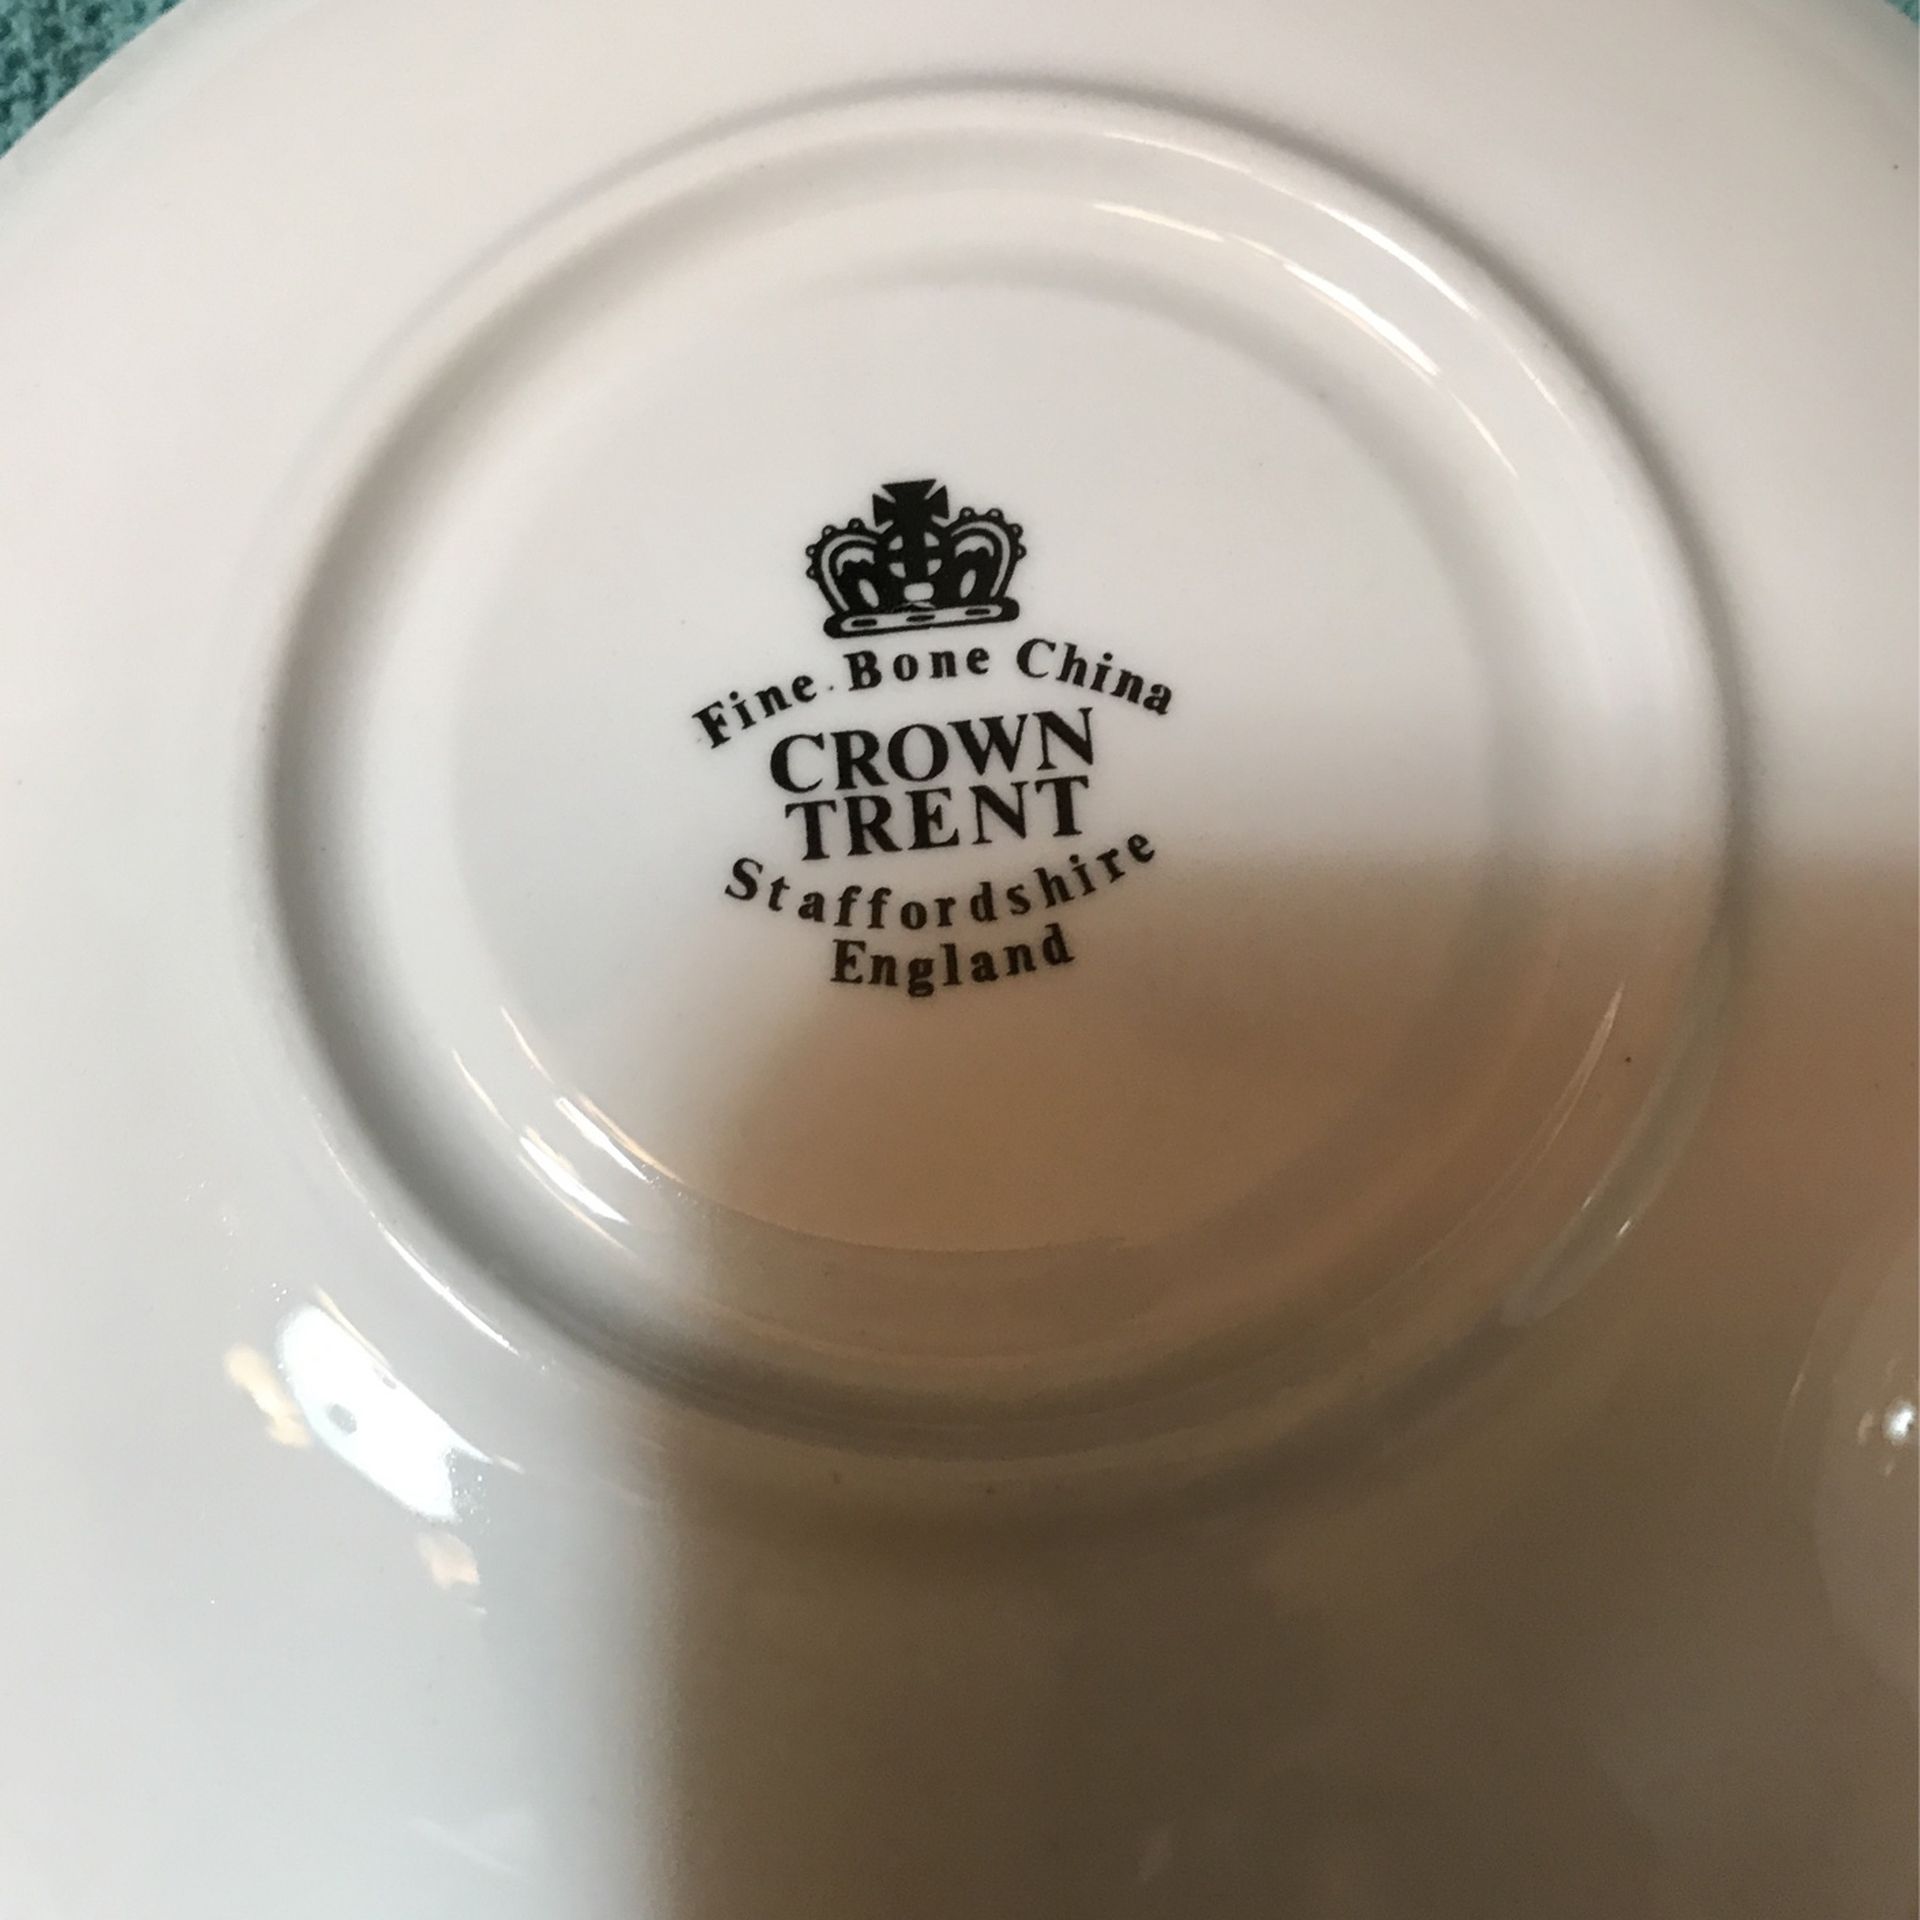 Fine Bone China
CROWN
TRENT
Staffordshire
England